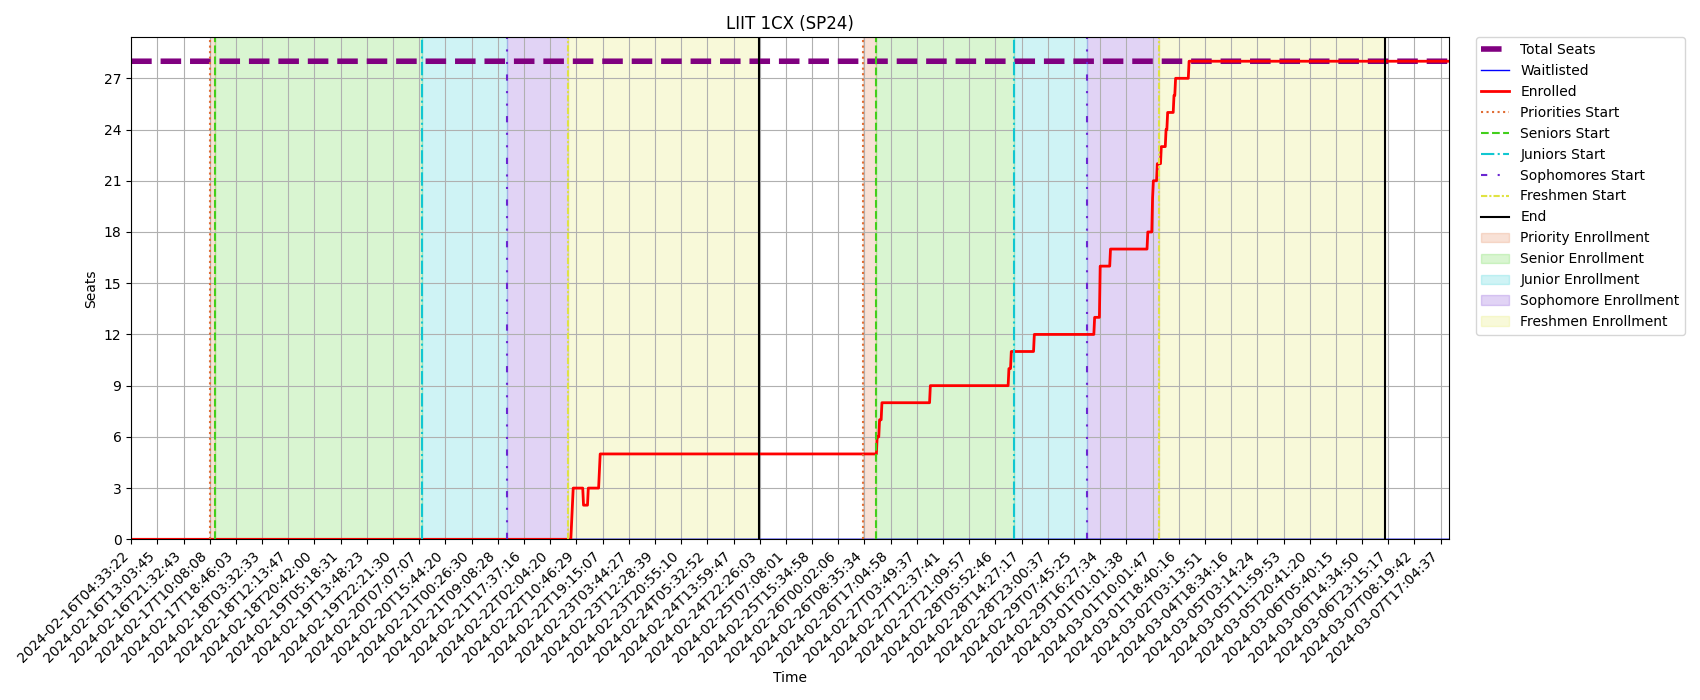 LIIT 1CX (SP24)
Total Seats
Waitlisted
Enrolled
Priorities Start
Seniors Start
Juniors Start
Sophomores Start
Freshmen Start
End
Priority Enrollment
Senior Enrollment
Junior Enrollment
Sophomore Enrollment
Freshmen Enrollment
Seats
27
24
21
18
15
12
9
6
3
0
2024-02-16T04:33:22
2024-02-16T13:03:45
2024-02-16T21:32:43
2024-02-17T10:08:08
2024-02-17T18:46:03
2024-02-18T03:32:33
2024-02-18T12:13:47
2024-02-18T20:42:00
2024-02-19T05:18:31
2024-02-19T13:48:23
2024-02-19T22:21:30
2024-02-20T07:07:07
2024-02-20T15:44:20
2024-02-21T00:26:30
2024-02-21T09:08:28
2024-02-21T17:37:16
2024-02-22T02:04:20
2024-02-22T10:46:29
2024-02-22T19:15:07
2024-02-23T03:44:27
2024-02-23T12:28:39
2024-02-23T20:55:10
2024-02-24T05:32:52
2024-02-24T13:59:47
2024-02-24T22:26:03
2024-02-25T07:08:01
2024-02-25T15:34:58
2024-02-26T00:02:06
2024-02-26T08:35:34
2024-02-26T17:04:58
2024-02-27T03:49:37
2024-02-27T12:37:41
2024-02-27T21:09:57
2024-02-28T05:52:46
2024-02-28T14:27:17
2024-02-28T23:00:37
2024-02-29T07:45:25
2024-02-29T16:27:34
2024-03-01T01:01:38
2024-03-01T10:01:47
2024-03-01T18:40:16
2024-03-02T03:13:51
2024-03-04T18:34:16
2024-03-05T03:14:24
2024-03-05T11:59:53
2024-03-05T20:41:20
2024-03-06T05:40:15
2024-03-06T14:34:50
2024-03-06T23:15:17
2024-03-07T08:19:42
2024-03-07T17:04:37
Time